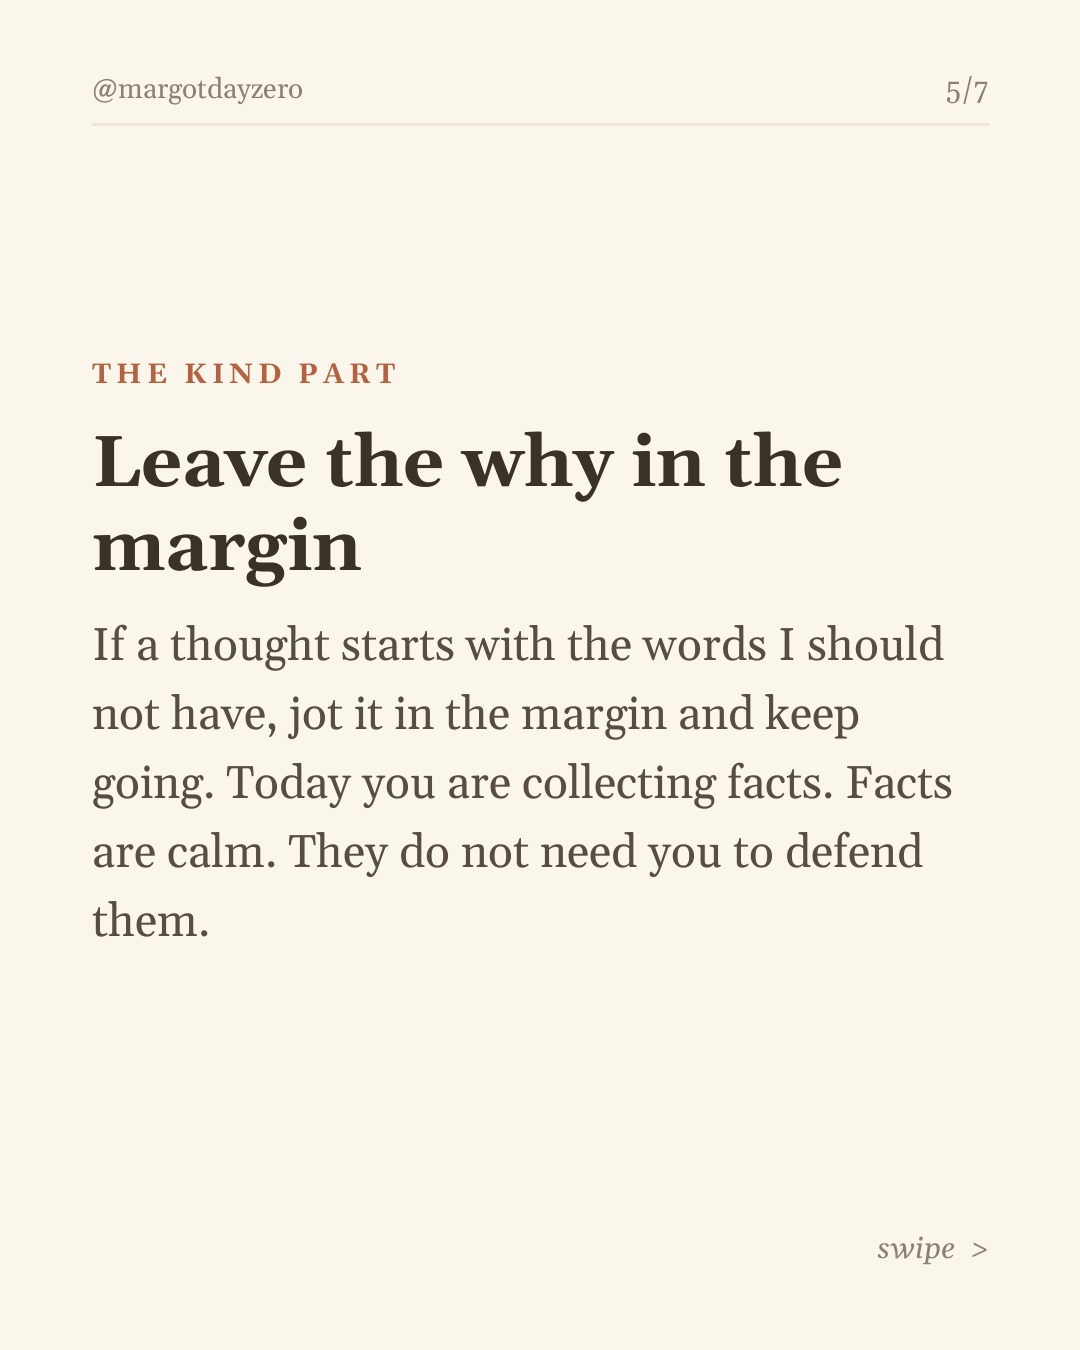 @margotdayzero
5/7
THE KIND PART
Leave the why in the
margin
If a thought starts with the words I should
not have, jot it in the margin and keep
going. Today you are collecting facts. Facts
are calm. They do not need you to defend
them.
swipe >